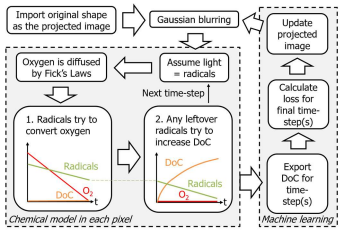 Import original shape
as the projected image
Gaussian blurring
Update
projected
image
Oxygen is diffused
by Fick's Laws
Assume light
= radicals
Next time-step
Calculate
loss for
final time-
step(s)
1. Radicals try to
convert oxygen
Radicals
O2
DoC
t
2. Any leftover
radicals try to
increase DoC
DoC
Radicals
O2
t
Export
DoC for
time-
step(s)
Chemical model in each pixel
Machine learning